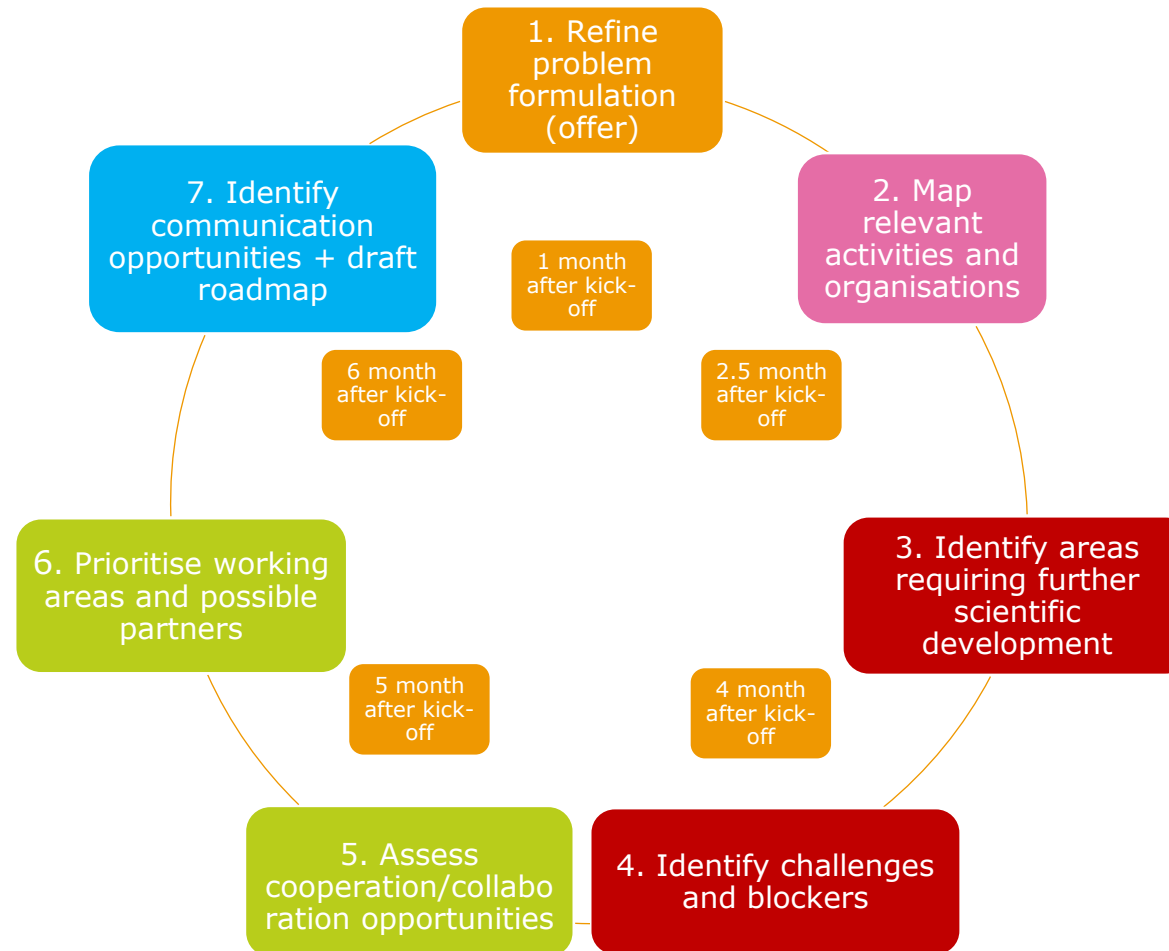 1. Refine
problem
formulation
(offer)
2. Map
relevant
activities and
organisations
3. Identify areas
requiring further
scientific
development
4. Identify challenges
and blockers
5. Assess
cooperation/collabo
ration opportunities
6. Prioritise working
areas and possible
partners
7. Identify
communication
opportunities + draft
roadmap
1 month
after kick-
off
2.5 month
after kick-
off
4 month
after kick-
off
5 month
after kick-
off
6 month
after kick-
off